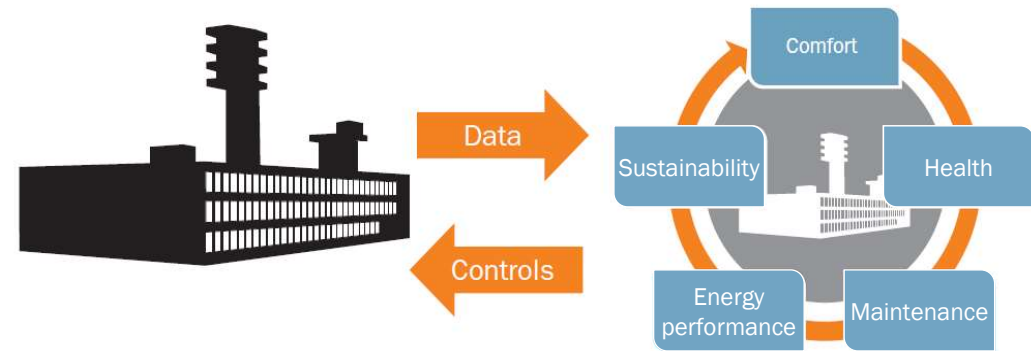 Comfort
Data
Sustainability
Health
Controls
Energy
performance
Maintenance